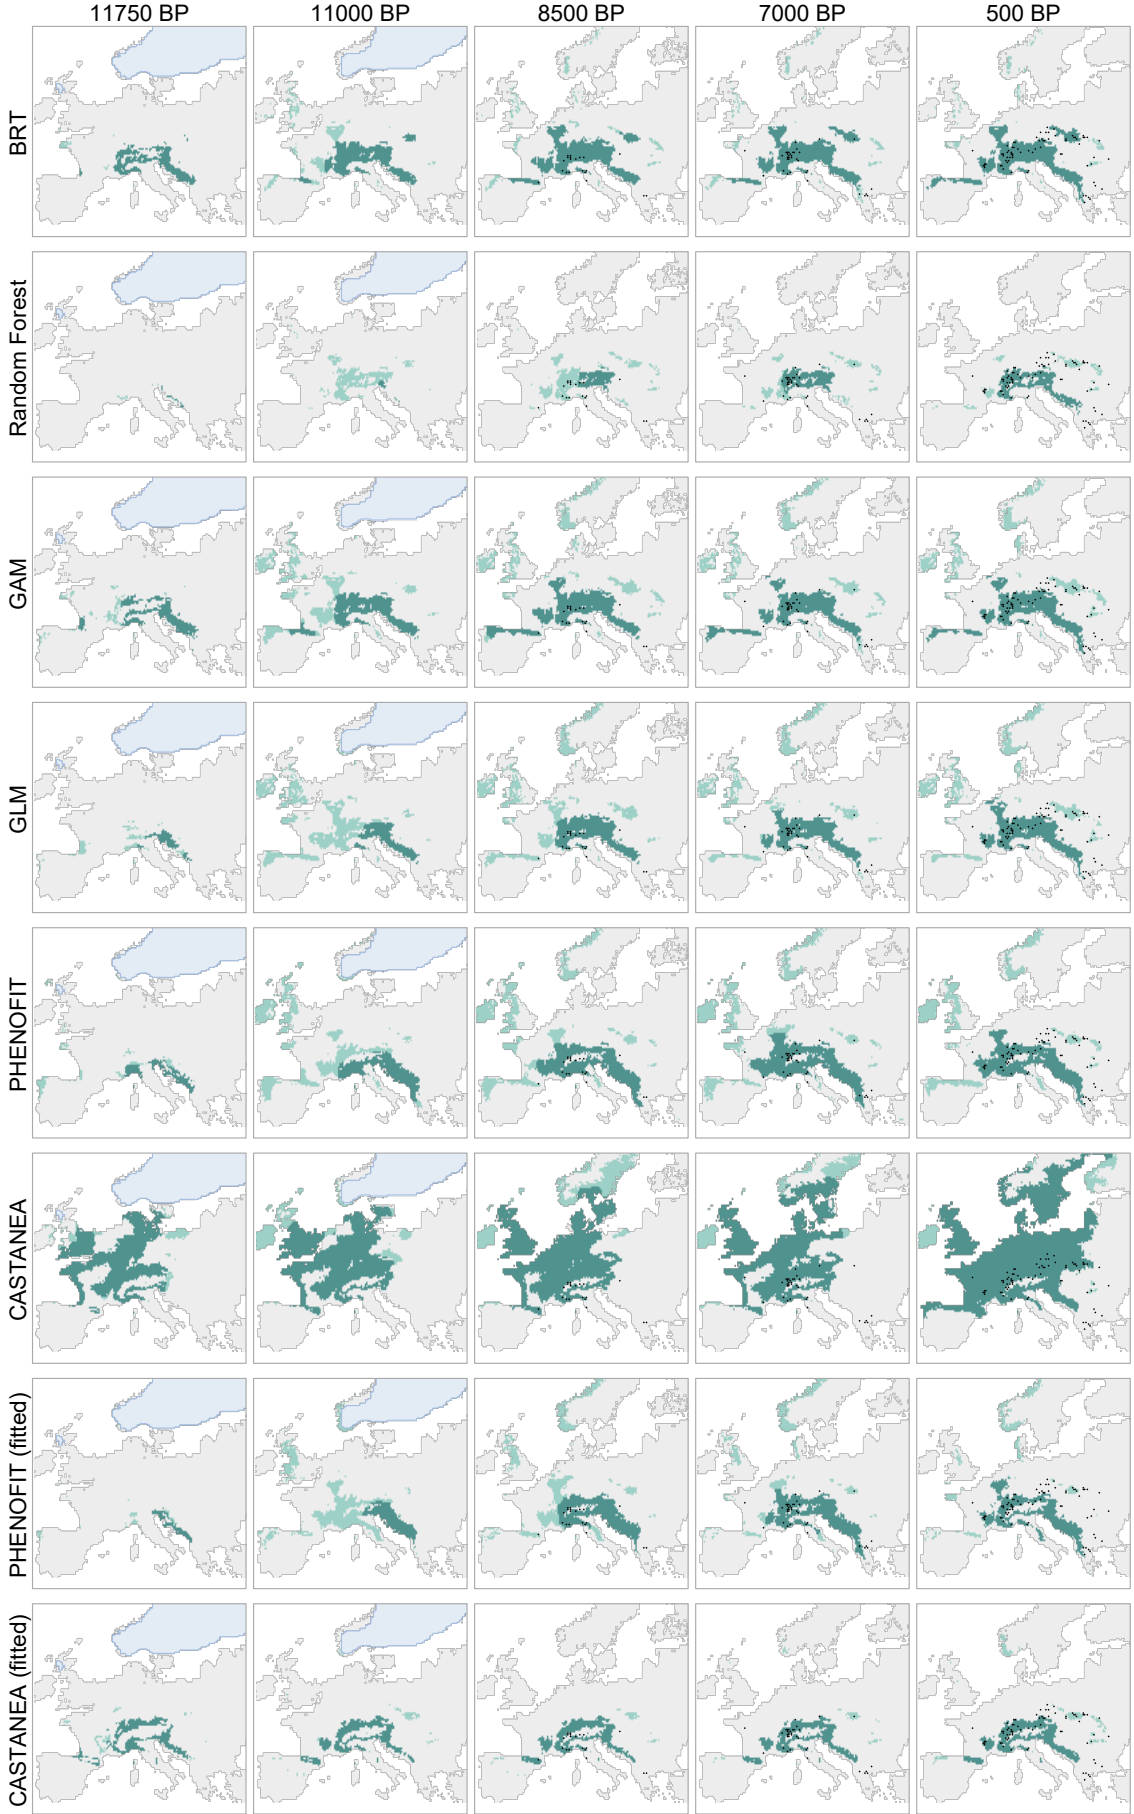 11750 BP 11000 BP 8500 BP 7000 BP 500 BP
BRT
Random Forest
GAM
GLM
PHENOFIT
CASTANEA
PHENOFIT (fitted)
CASTANEA (fitted)